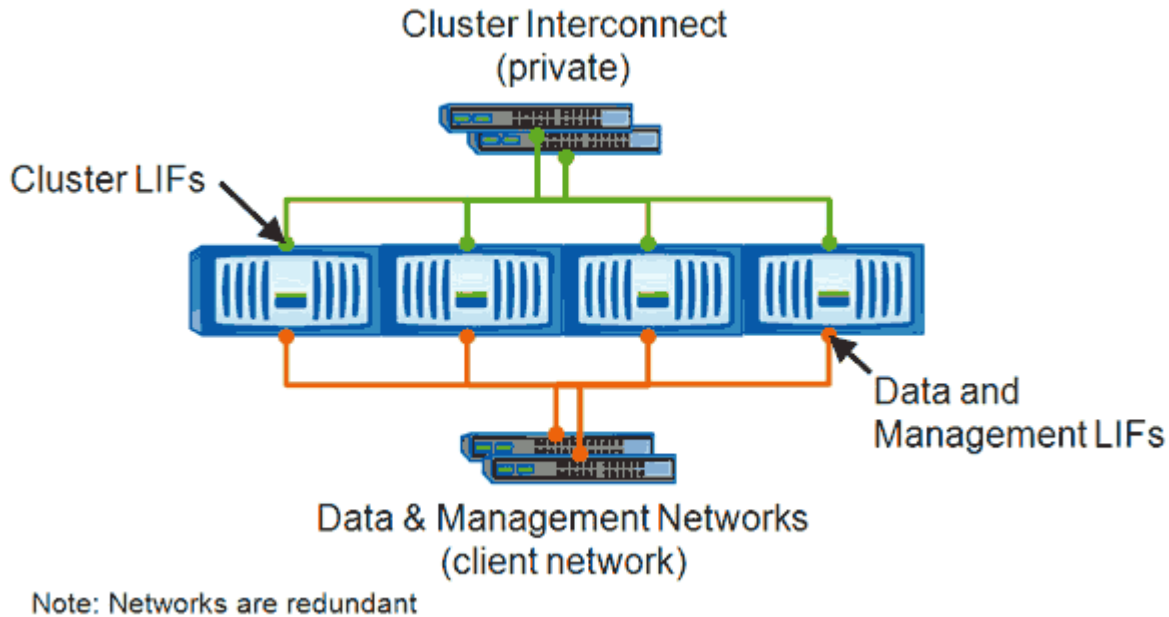 Cluster Interconnect
(private)
Cluster LIFs
Data and
Management LIFs
Data & Management Networks
(client network)
Note: Networks are redundant